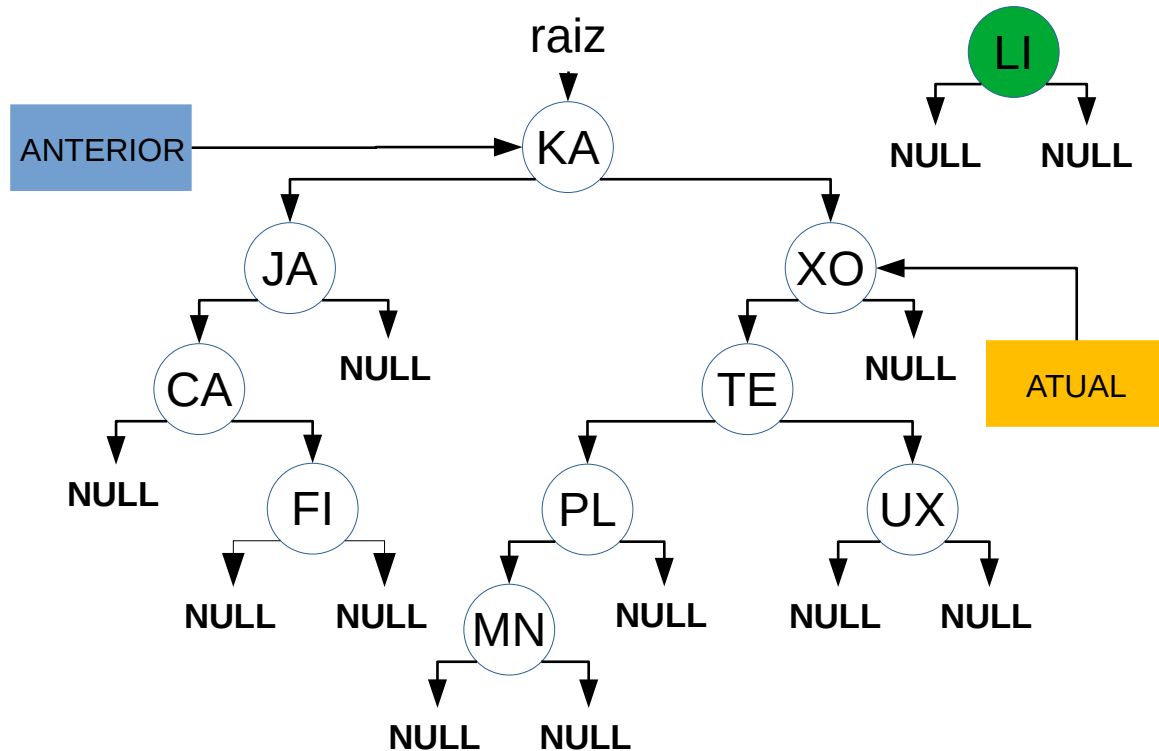 raiz
LI
ANTERIOR
KA
NULL
NULL
JA
XO
CA
NULL
TE
NULL
ATUAL
NULL
FI
PL
UX
NULL
NULL
MN
NULL
NULL
NULL
NULL
NULL